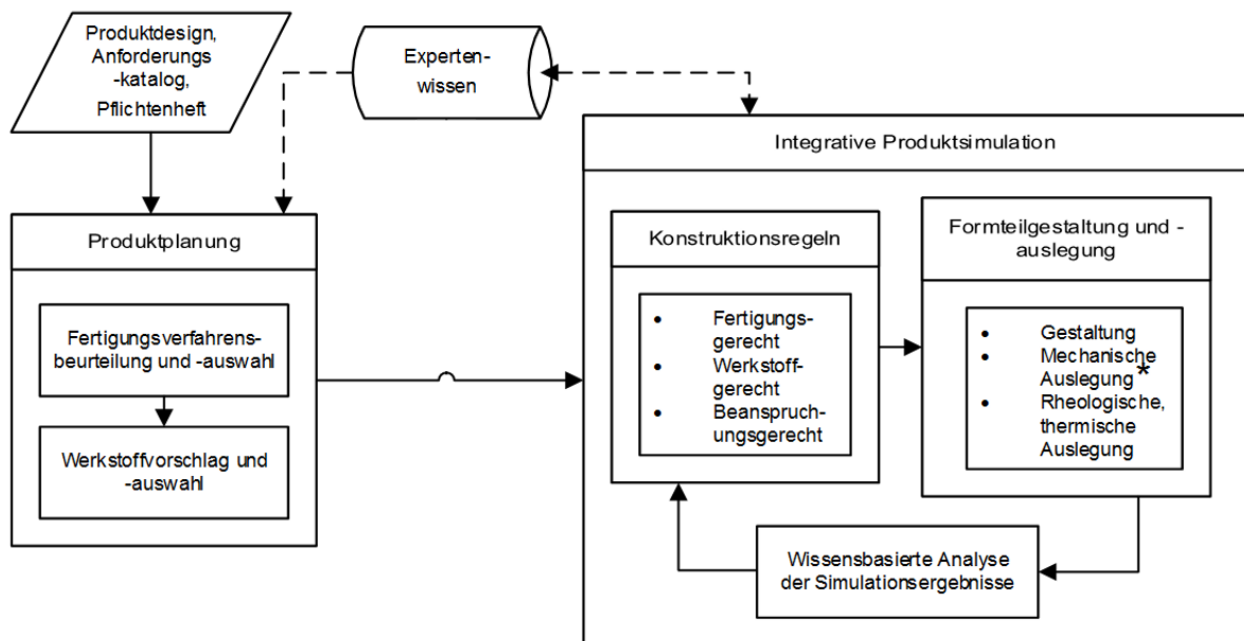 Produktdesign,
Anforderungs
-katalog,
Pflichtenheft
Experten-
wissen
Integrative Produktsimulation
Produktplanung
Fertigungsverfahrens-
beurteilung und -auswahl
Werkstoffvorschlag und
-auswahl
Konstruktionsregeln
• Fertigungs-
gerecht
• Werkstoff-
gerecht
• Beanspruch-
ungsgerecht
Formteilgestaltung und -
auslegung
• Gestaltung
• Mechanische
Auslegung*
• Rheologische,
thermische
Auslegung
Wissensbasierte Analyse
der Simulationsergebnisse